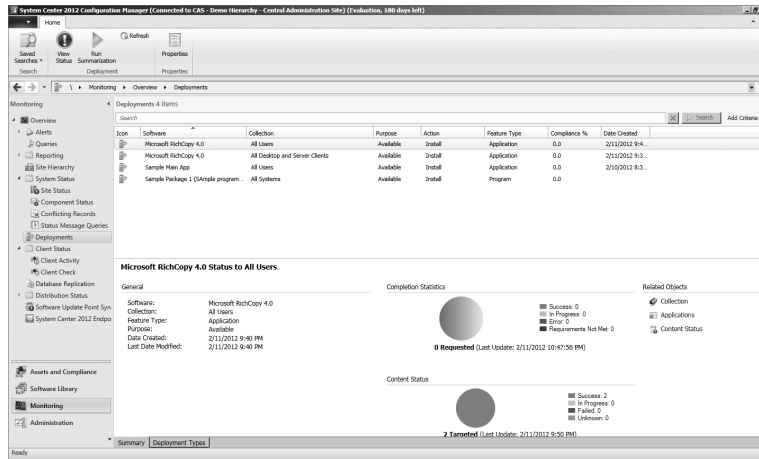 System Center 2012 Configuration Manager (Connected to CAS - Demo Hierarchy - Central Administration Site) (Evaluation, 180 days left)
Home
Saved Searches
View Status
Run Summarization
Refresh
Properties
Search
Deployment
Properties
\ Monitoring Overview Deployments
Monitoring
Overview
Alerts
Queries
Reporting
Site Hierarchy
System Status
Site Status
Component Status
Conflicting Records
Status Message Queries
Deployments
Client Status
Client Activity
Client Check
Database Replication
Distribution Status
Software Update Point Syn
System Center 2012 Endpo
Assets and Compliance
Software Library
Monitoring
Administration
Deployments 4 items
Search
Search
Add Criteria
Icon Software Collection Purpose Action Feature Type Compliance % Date Created
Microsoft RichCopy 4.0 All Users Available Install Application 0.0 2/11/2012 9:4...
Microsoft RichCopy 4.0 All Desktop and Server Clients Available Install Application 0.0 2/11/2012 9:3...
Sample Main App All Users Available Install Application 0.0 2/10/2012 8:3...
Sample Package 1 (SAmple program... All Systems Available Install Program 0.0
Microsoft RichCopy 4.0 Status to All Users
General
Software: Microsoft RichCopy 4.0
Collection: All Users
Feature Type: Application
Purpose: Available
Date Created: 2/11/2012 9:40 PM
Last Date Modified: 2/11/2012 9:40 PM
Completion Statistics
Success: 0
In Progress: 0
Error: 0
Requirements Not Met: 0
0 Requested (Last Update: 2/11/2012 10:47:56 PM)
Content Status
Success: 2
In Progress: 0
Failed: 0
Unknown: 0
2 Targeted (Last Update: 2/11/2012 9:50 PM)
Related Objects
Collection
Applications
Content Status
Summary
Deployment Types
Ready